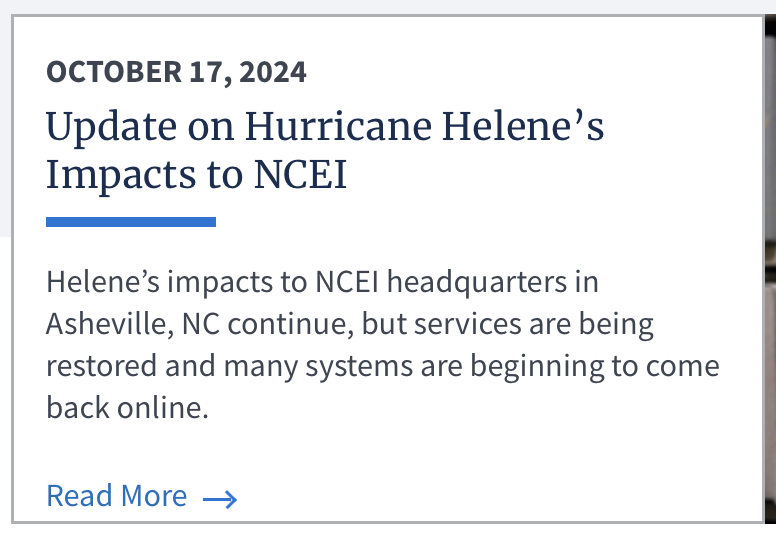 OCTOBER 17, 2024
Update on Hurricane Helene’s
Impacts to NCEI
Helene’s impacts to NCEI headquarters in
Asheville, NC continue, but services are being
restored and many systems are beginning to come
back online.
Read More →